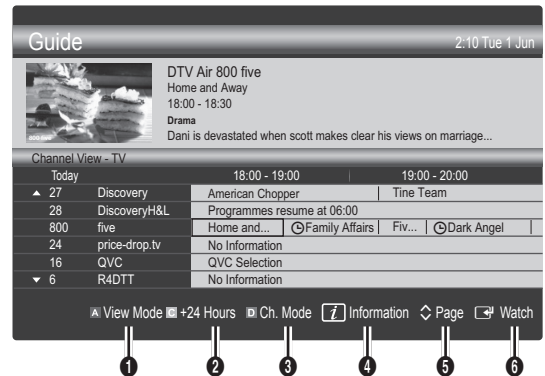 Guide 2:10 Tue 1 Jun
DTV Air 800 five
Home and Away
18:00 - 18:30
Drama
Dani is devastated when scott makes clear his views on marriage...
800 five
Channel View - TV
Today 18:00 - 19:00 19:00 - 20:00
▲ 27 Discovery American Chopper Tine Team
28 DiscoveryH&L Programmes resume at 06:00
800 five Home and... Family Affairs Fiv... Dark Angel
24 price-drop.tv No Information
16 QVC QVC Selection
▼ 6 R4DTT No Information
A View Mode C +24 Hours D Ch. Mode i Information Page Watch
1 2 3 4 5 6